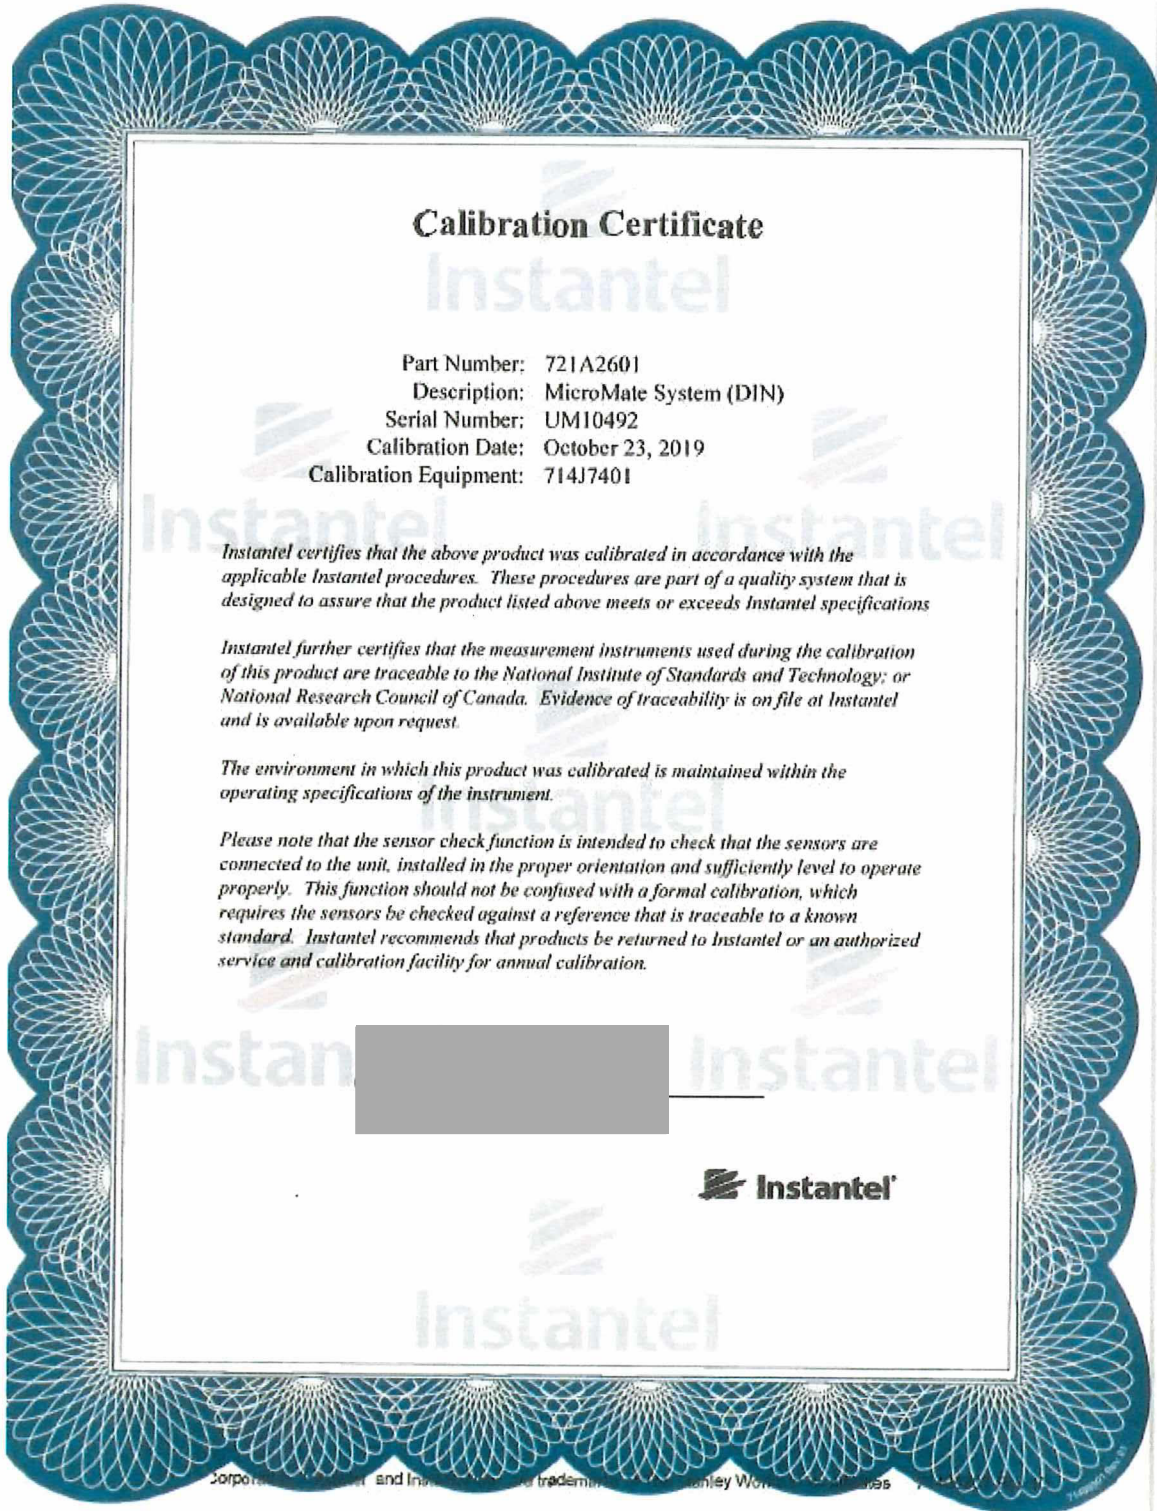 Calibration Certificate
Instantel
Part Number: 721A2601
Description: MicroMate System (DIN)
Serial Number: UM10492
Calibration Date: October 23, 2019
Calibration Equipment: 714J7401
Instantel Instantel
Instantel certifies that the above product was calibrated in accordance with the
applicable Instantel procedures. These procedures are part of a quality system that is
designed to assure that the product listed above meets or exceeds Instantel specifications
Instantel further certifies that the measurement instruments used during the calibration
of this product are traceable to the National Institute of Standards and Technology; or
National Research Council of Canada. Evidence of traceability is on file at Instantel
and is available upon request.
The environment in which this product was calibrated is maintained within the
operating specifications of the instrument.
Instantel
Please note that the sensor check function is intended to check that the sensors are
connected to the unit, installed in the proper orientation and sufficiently level to operate
properly. This function should not be confused with a formal calibration, which
requires the sensors be checked against a reference that is traceable to a known
standard. Instantel recommends that products be returned to Instantel or an authorized
service and calibration facility for annual calibration.
Instan Instantel
Instantel
Instantel
and